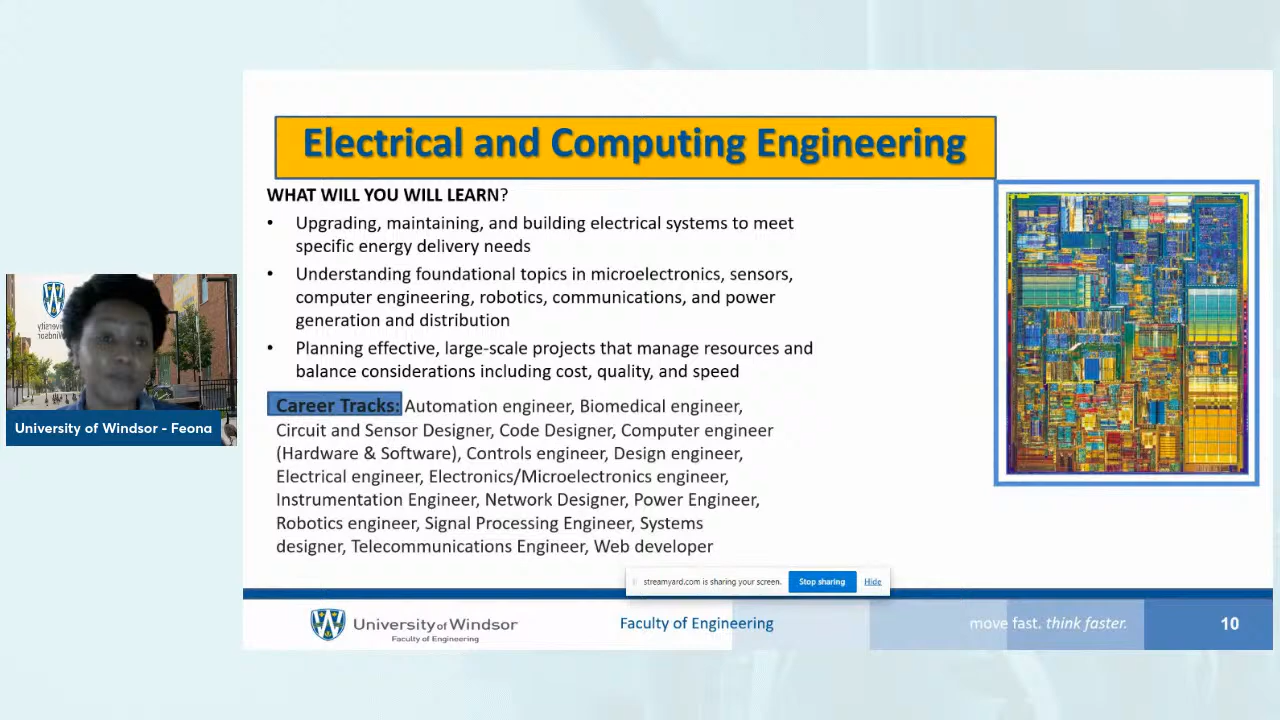 Electrical and Computing Engineering
WHAT WILL YOU WILL LEARN?
• Upgrading, maintaining, and building electrical systems to meet
specific energy delivery needs
• Understanding foundational topics in microelectronics, sensors,
computer engineering, robotics, communications, and power
generation and distribution
• Planning effective, large-scale projects that manage resources and
balance considerations including cost, quality, and speed
Career Tracks: Automation engineer, Biomedical engineer,
Circuit and Sensor Designer, Code Designer, Computer engineer
(Hardware & Software), Controls engineer, Design engineer,
Electrical engineer, Electronics/Microelectronics engineer,
Instrumentation Engineer, Network Designer, Power Engineer,
Robotics engineer, Signal Processing Engineer, Systems
designer, Telecommunications Engineer, Web developer
University of Windsor
University of Windsor - Feona
streamyard.com is sharing your screen. Stop sharing Hide
University of Windsor
Faculty of Engineering
Faculty of Engineering
move fast. think faster.
10